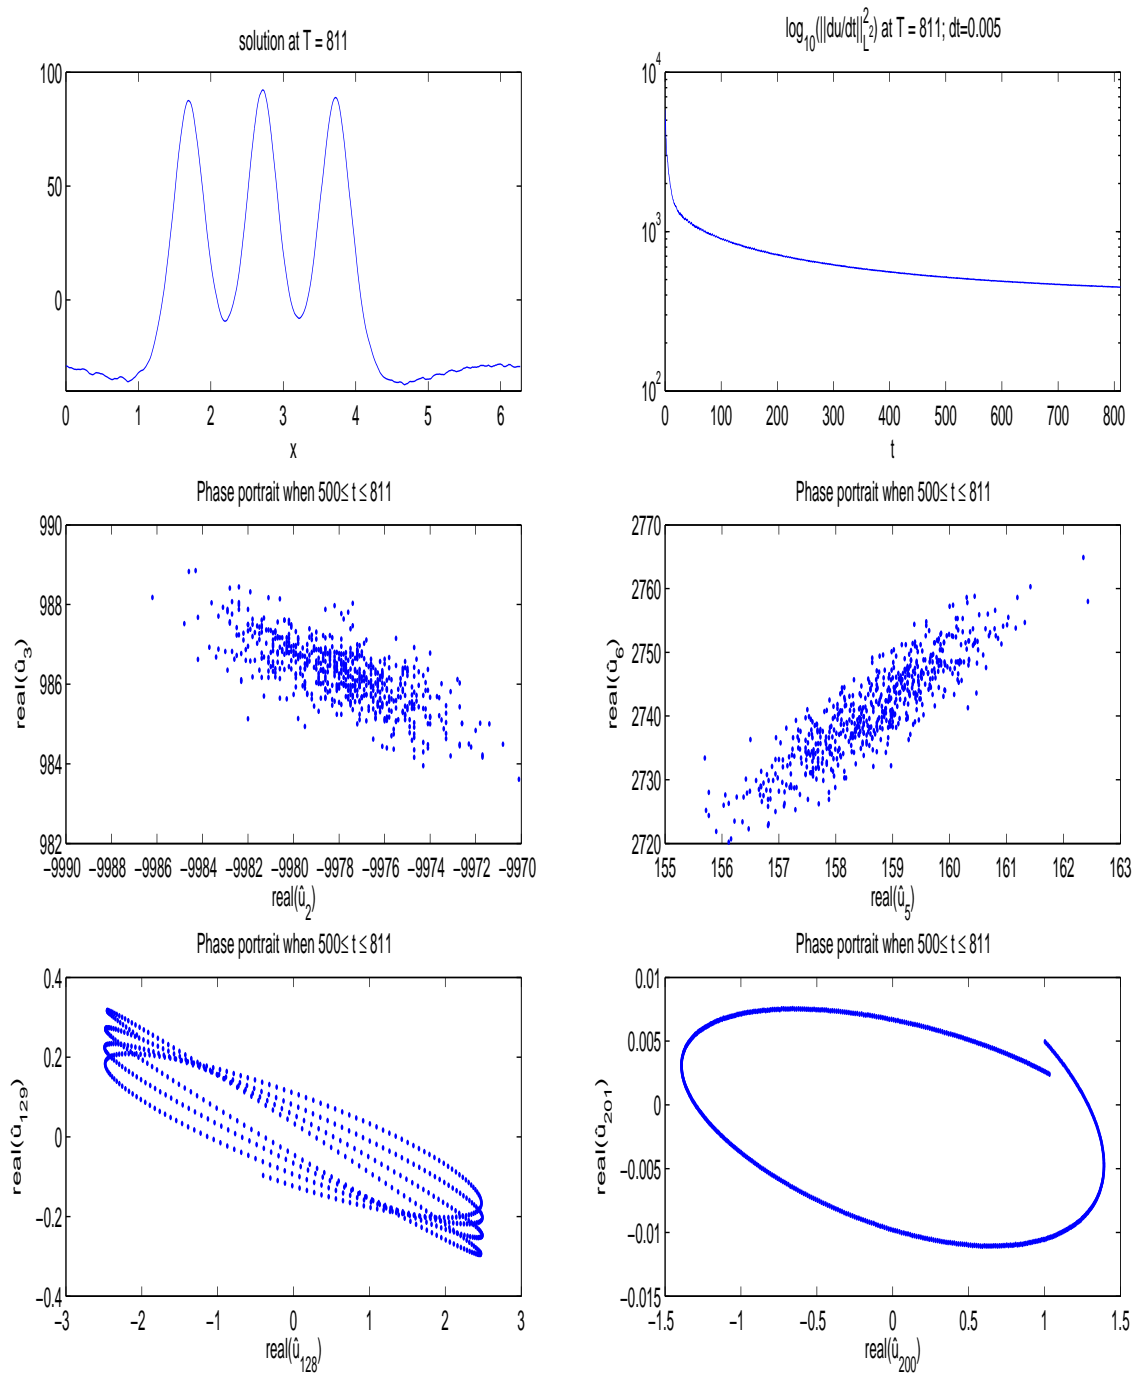 solution at T = 811
100
50
0
0 1 2 3 4 5 6
x
log10(||du/dt||²L²) at T = 811; dt=0.005
10⁴
10³
10²
0 100 200 300 400 500 600 700 800
t
Phase portrait when 500≤ t ≤ 811
990
988
986
984
982
real(û3)
−9990 −9988 −9986 −9984 −9982 −9980 −9978 −9976 −9974 −9972 −9970
real(û2)
Phase portrait when 500≤ t ≤ 811
2770
2760
2750
2740
2730
2720
real(û6)
155 156 157 158 159 160 161 162 163
real(û5)
Phase portrait when 500≤ t ≤ 811
0.4
0.2
0
−0.2
−0.4
real(û129)
−3 −2 −1 0 1 2 3
real(û128)
Phase portrait when 500≤ t ≤ 811
0.01
0.005
0
−0.005
−0.01
−0.015
real(û201)
−1.5 −1 −0.5 0 0.5 1 1.5
real(û200)